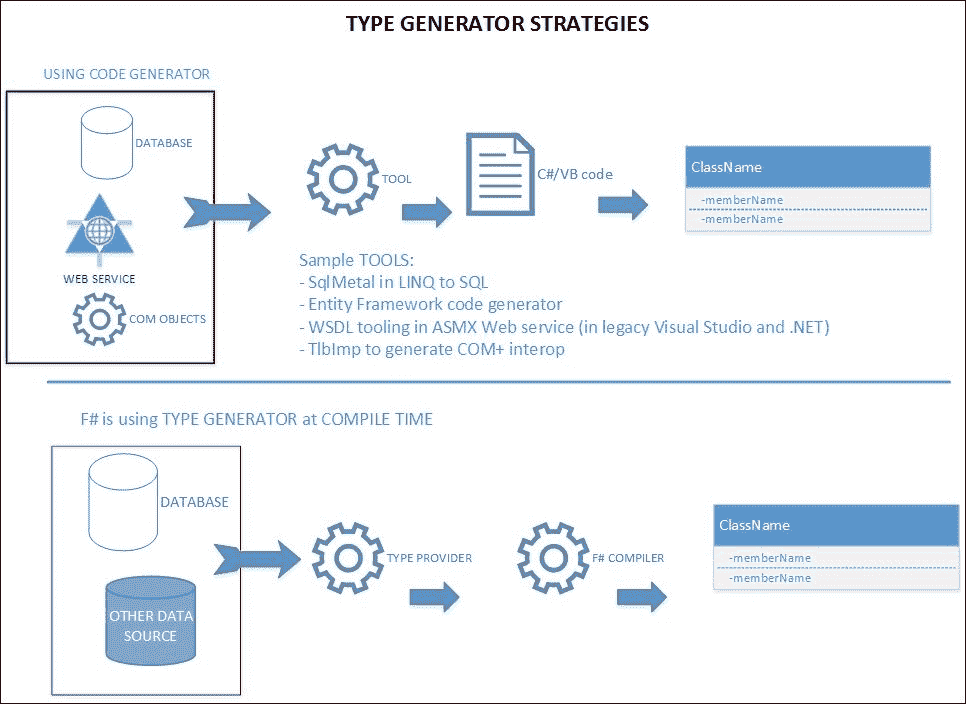 TYPE GENERATOR STRATEGIES
USING CODE GENERATOR
DATABASE
WEB SERVICE
COM OBJECTS
TOOL
C#/VB code
ClassName
-memberName
-memberName
Sample TOOLS:
- SqlMetal in LINQ to SQL
- Entity Framework code generator
- WSDL tooling in ASMX Web service (in legacy Visual Studio and .NET)
- TlbImp to generate COM+ interop
F# is using TYPE GENERATOR at COMPILE TIME
DATABASE
OTHER DATA
SOURCE
TYPE PROVIDER
F# COMPILER
ClassName
-memberName
-memberName